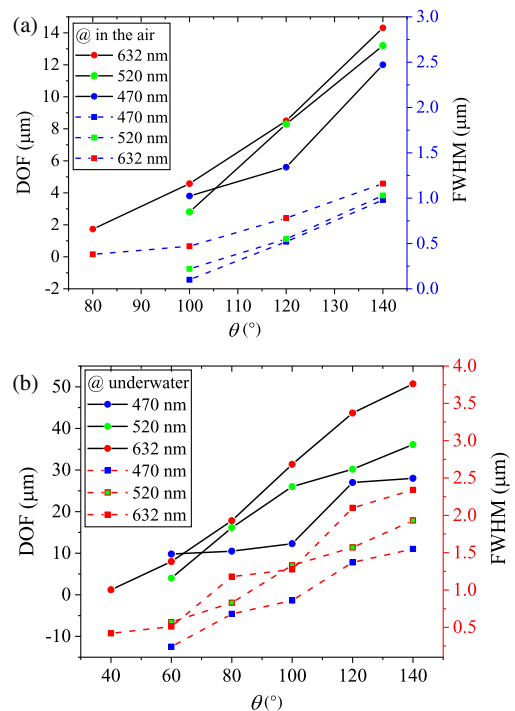 (a)
@ in the air
632 nm
520 nm
470 nm
470 nm
520 nm
632 nm
DOF (μm)
14
12
10
8
6
4
2
0
-2
80
90
100
110
120
130
140
θ (°)
3.0
2.5
2.0
1.5
1.0
0.5
0.0
FWHM (μm)
(b)
@ underwater
470 nm
520 nm
632 nm
470 nm
520 nm
632 nm
DOF (μm)
50
40
30
20
10
0
-10
40
60
80
100
120
140
θ (°)
4.0
3.5
3.0
2.5
2.0
1.5
1.0
0.5
FWHM (μm)